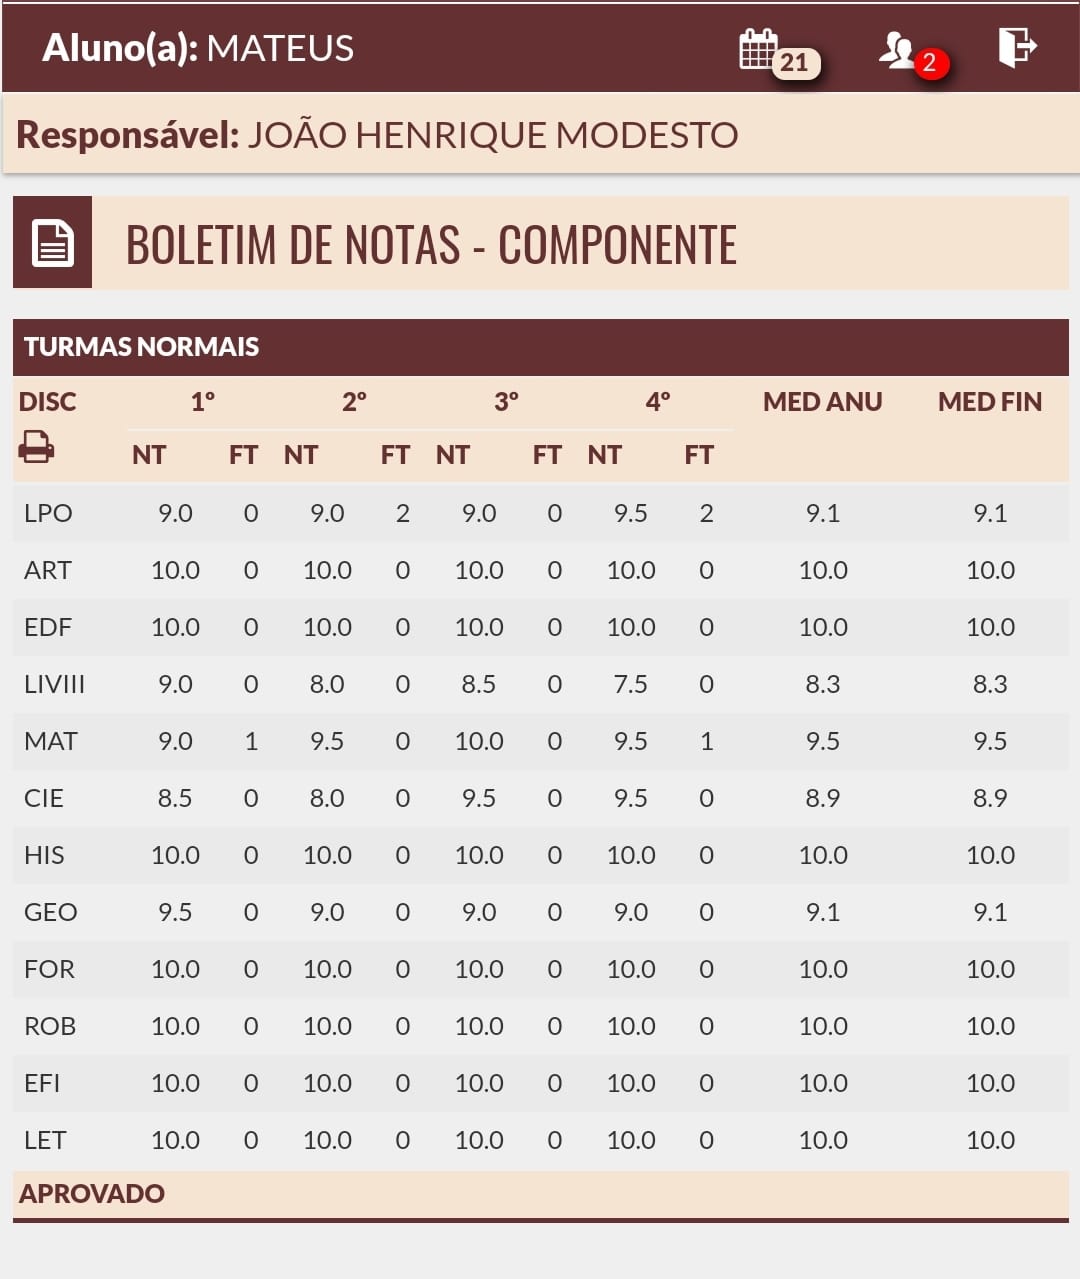 Aluno(a): MATEUS 21 2
Responsável: JOÃO HENRIQUE MODESTO
BOLETIM DE NOTAS - COMPONENTE
TURMAS NORMAIS
DISC 1º 2º 3º 4º MED ANU MED FIN
NT FT NT FT NT FT NT FT
LPO 9.0 0 9.0 2 9.0 0 9.5 2 9.1 9.1
ART 10.0 0 10.0 0 10.0 0 10.0 0 10.0 10.0
EDF 10.0 0 10.0 0 10.0 0 10.0 0 10.0 10.0
LIVIII 9.0 0 8.0 0 8.5 0 7.5 0 8.3 8.3
MAT 9.0 1 9.5 0 10.0 0 9.5 1 9.5 9.5
CIE 8.5 0 8.0 0 9.5 0 9.5 0 8.9 8.9
HIS 10.0 0 10.0 0 10.0 0 10.0 0 10.0 10.0
GEO 9.5 0 9.0 0 9.0 0 9.0 0 9.1 9.1
FOR 10.0 0 10.0 0 10.0 0 10.0 0 10.0 10.0
ROB 10.0 0 10.0 0 10.0 0 10.0 0 10.0 10.0
EFI 10.0 0 10.0 0 10.0 0 10.0 0 10.0 10.0
LET 10.0 0 10.0 0 10.0 0 10.0 0 10.0 10.0
APROVADO